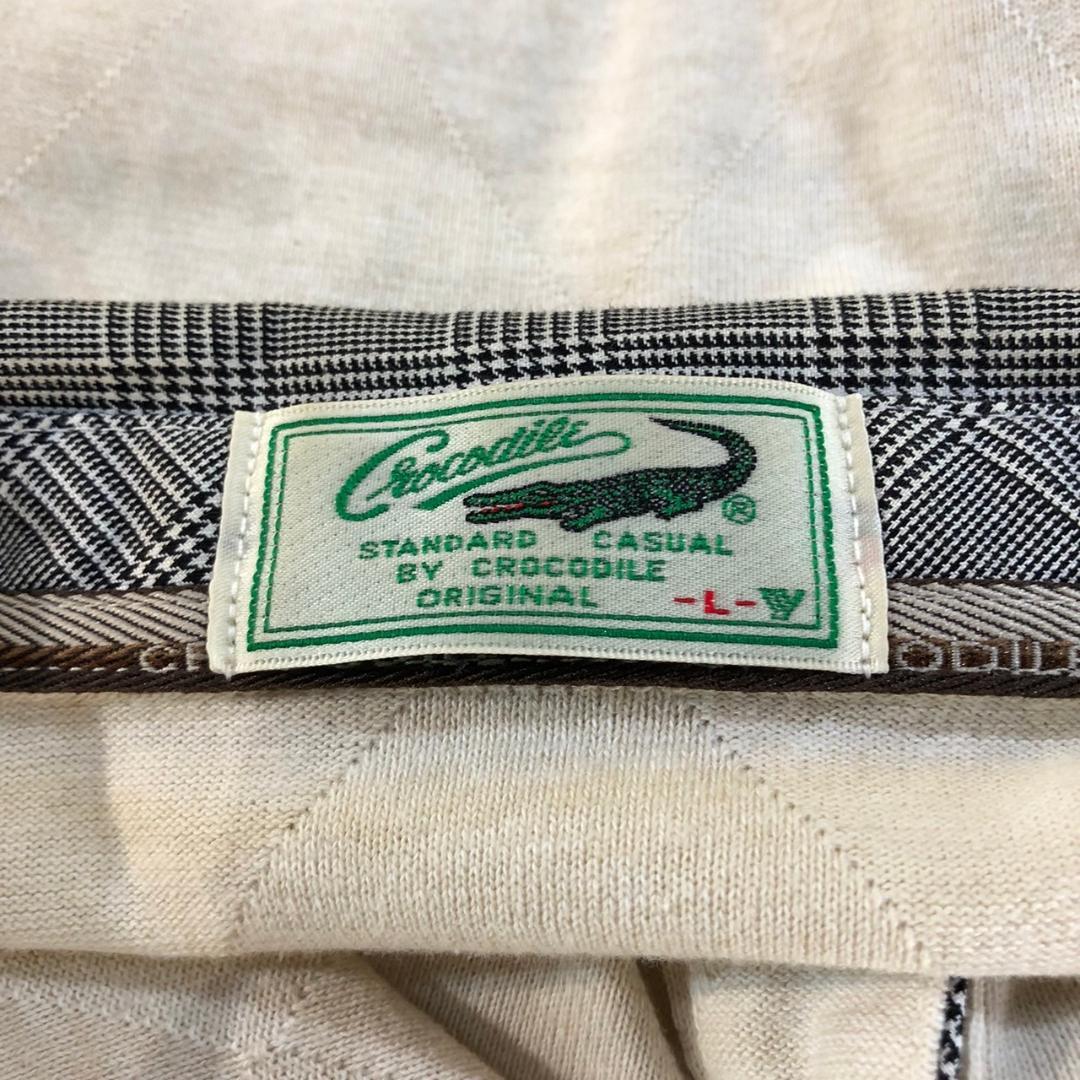 Crocodile
®
STANDARD CASUAL
BY CROCODILE
ORIGINAL -L-